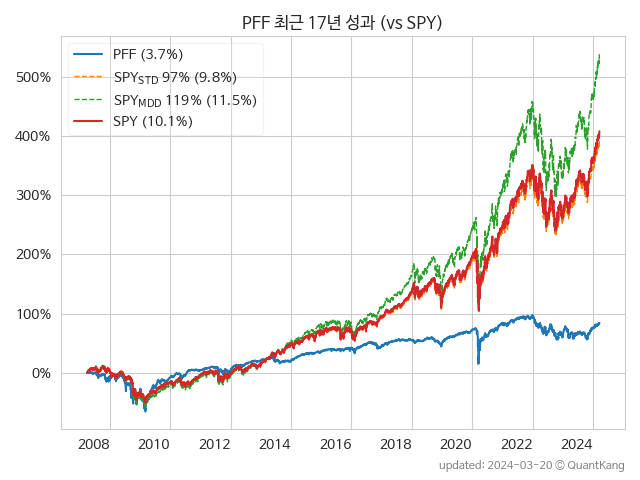 PFF 최근 17년 성과 (vs SPY)
PFF (3.7%)
SPY_STD 97% (9.8%)
SPY_MDD 119% (11.5%)
SPY (10.1%)
500%
400%
300%
200%
100%
0%
2008 2010 2012 2014 2016 2018 2020 2022 2024
updated: 2024-03-20 © QuantKang